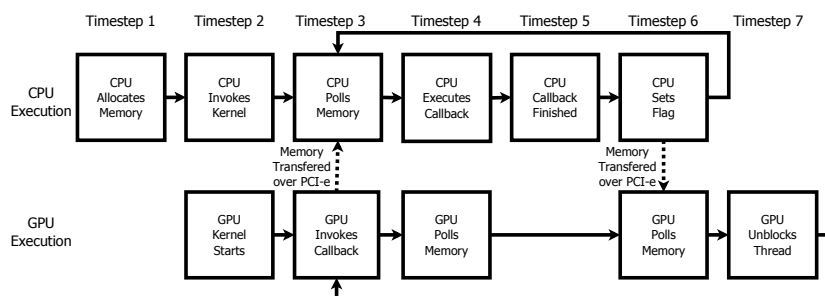 Timestep 1
Timestep 2
Timestep 3
Timestep 4
Timestep 5
Timestep 6
Timestep 7
CPU
Execution
CPU
Allocates
Memory
CPU
Invokes
Kernel
CPU
Polls
Memory
CPU
Executes
Callback
CPU
Callback
Finished
CPU
Sets
Flag
Memory
Transfered
over PCI-e
Memory
Transfered
over PCI-e
GPU
Execution
GPU
Kernel
Starts
GPU
Invokes
Callback
GPU
Polls
Memory
GPU
Polls
Memory
GPU
Unblocks
Thread